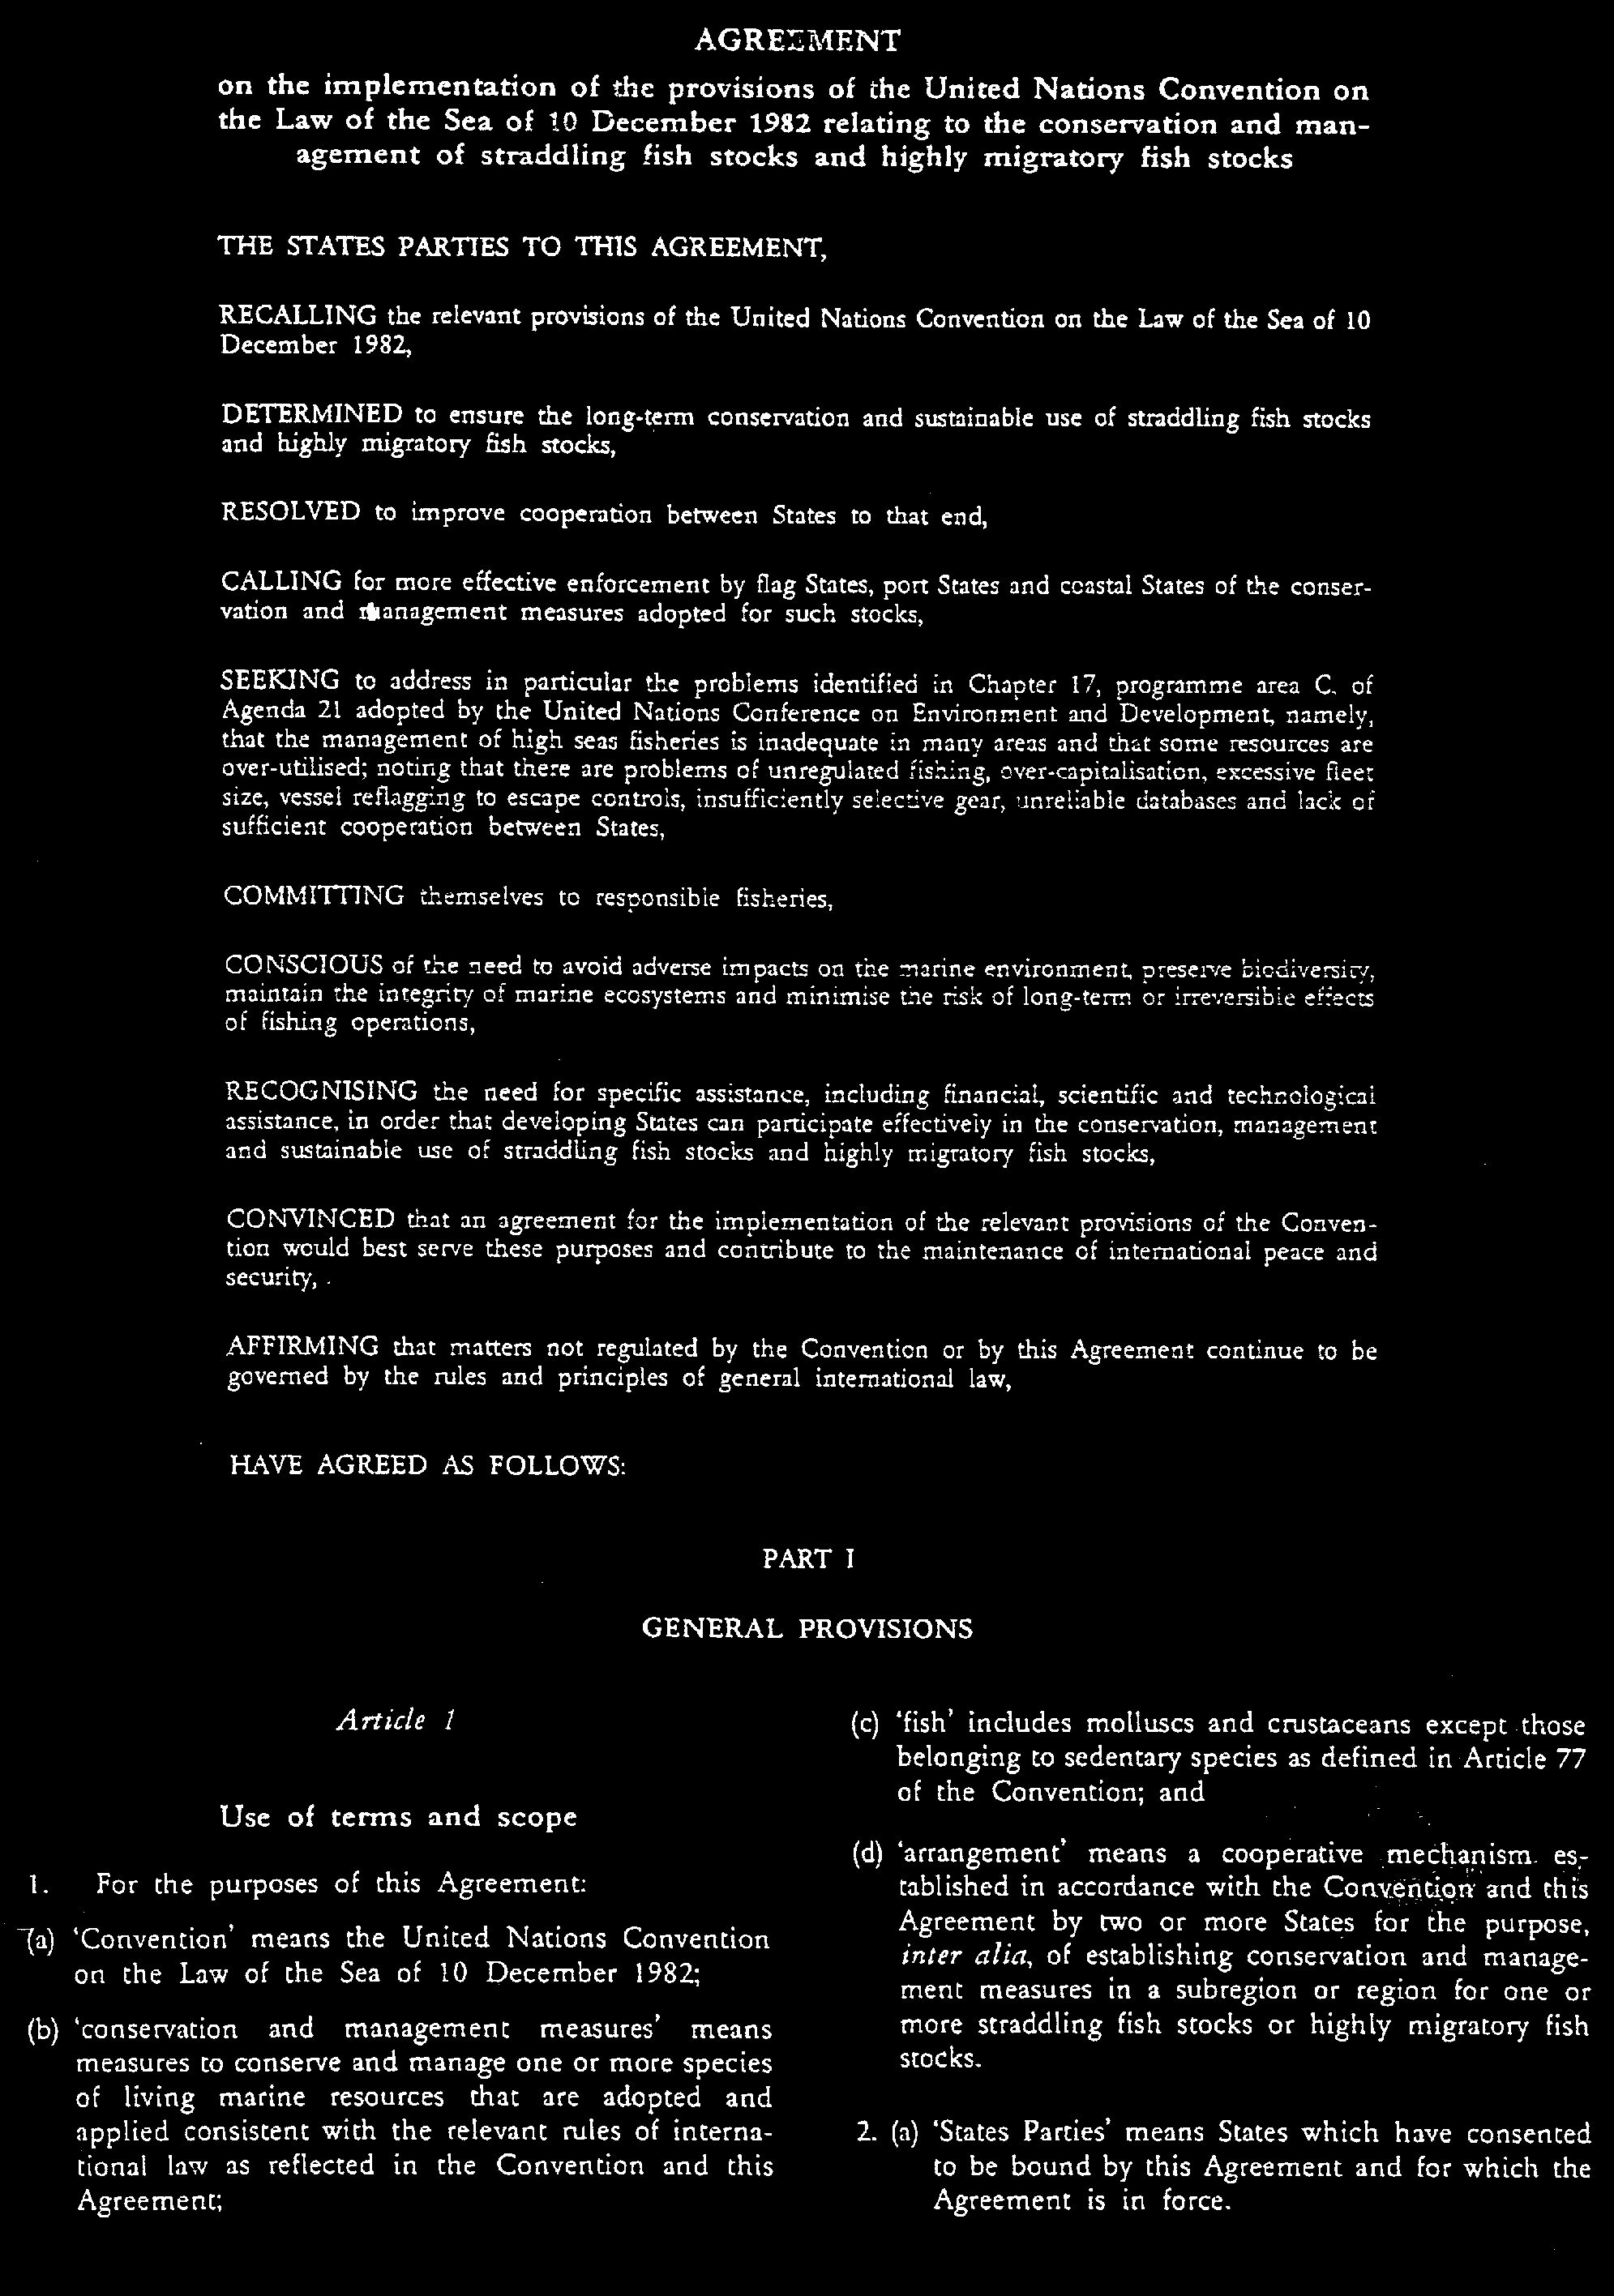 AGREEMENT
on the implementation of the provisions of the United Nations Convention on
the Law of the Sea of 10 December 1982 relating to the conservation and man-
agement of straddling fish stocks and highly migratory fish stocks
THE STATES PARTIES TO THIS AGREEMENT,
RECALLING the relevant provisions of the United Nations Convention on the Law of the Sea of 10
December 1982,
DETERMINED to ensure the long-term conservation and sustainable use of straddling fish stocks
and highly migratory fish stocks,
RESOLVED to improve cooperation between States to that end,
CALLING for more effective enforcement by flag States, port States and coastal States of the conser-
vation and management measures adopted for such stocks,
SEEKING to address in particular the problems identified in Chapter 17, programme area C. of
Agenda 21 adopted by the United Nations Conference on Environment and Development, namely,
that the management of high seas fisheries is inadequate in many areas and that some resources are
over-utilised; noting that there are problems of unregulated fishing, over-capitalisation, excessive fleet
size, vessel reflagging to escape controls, insufficiently selective gear, unreliable databases and lack of
sufficient cooperation between States,
COMMITTING themselves to responsible fisheries,
CONSCIOUS of the need to avoid adverse impacts on the marine environment, preserve biodiversity,
maintain the integrity of marine ecosystems and minimise the risk of long-term or irreversible effects
of fishing operations,
RECOGNISING the need for specific assistance, including financial, scientific and technological
assistance, in order that developing States can participate effectively in the conservation, management
and sustainable use of straddling fish stocks and highly migratory fish stocks,
CONVINCED that an agreement for the implementation of the relevant provisions of the Conven-
tion would best serve these purposes and contribute to the maintenance of international peace and
security,
AFFIRMING that matters not regulated by the Convention or by this Agreement continue to be
governed by the rules and principles of general international law,
HAVE AGREED AS FOLLOWS:
PART I
GENERAL PROVISIONS
Article 1
Use of terms and scope
1. For the purposes of this Agreement:
(a) 'Convention' means the United Nations Convention
on the Law of the Sea of 10 December 1982;
(b) 'conservation and management measures' means
measures to conserve and manage one or more species
of living marine resources that are adopted and
applied consistent with the relevant rules of interna-
tional law as reflected in the Convention and this
Agreement;
(c) 'fish' includes molluscs and crustaceans except those
belonging to sedentary species as defined in Article 77
of the Convention; and
(d) 'arrangement' means a cooperative mechanism es-
tablished in accordance with the Convention and this
Agreement by two or more States for the purpose,
inter alia, of establishing conservation and manage-
ment measures in a subregion or region for one or
more straddling fish stocks or highly migratory fish
stocks.
2. (a) 'States Parties' means States which have consented
to be bound by this Agreement and for which the
Agreement is in force.